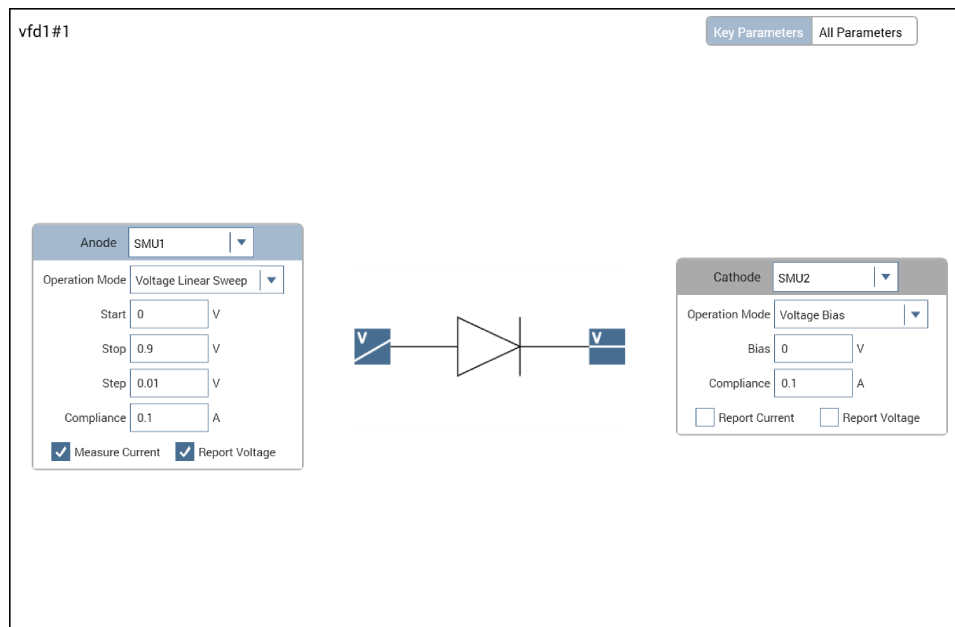 vfd1#1
Key Parameters All Parameters
Anode SMU1
Operation Mode Voltage Linear Sweep
Start 0 V
Stop 0.9 V
Step 0.01 V
Compliance 0.1 A
Measure Current Report Voltage
V
V
Cathode SMU2
Operation Mode Voltage Bias
Bias 0 V
Compliance 0.1 A
Report Current Report Voltage